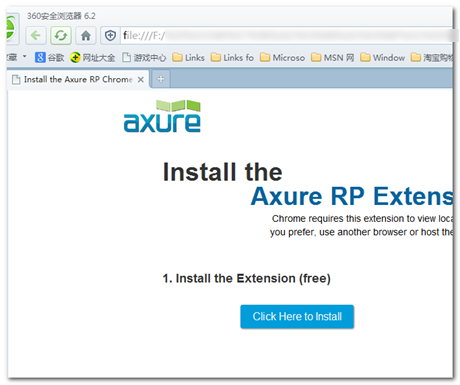 360安全浏览器 6.2
file:///F:/
谷歌 网址大全 游戏中心 Links Links fo Microso MSN 网 Window 淘宝购物
Install the Axure RP Chrome
axure
Install the
Axure RP Extens
Chrome requires this extension to view loca
you prefer, use another browser or host the
1. Install the Extension (free)
Click Here to Install